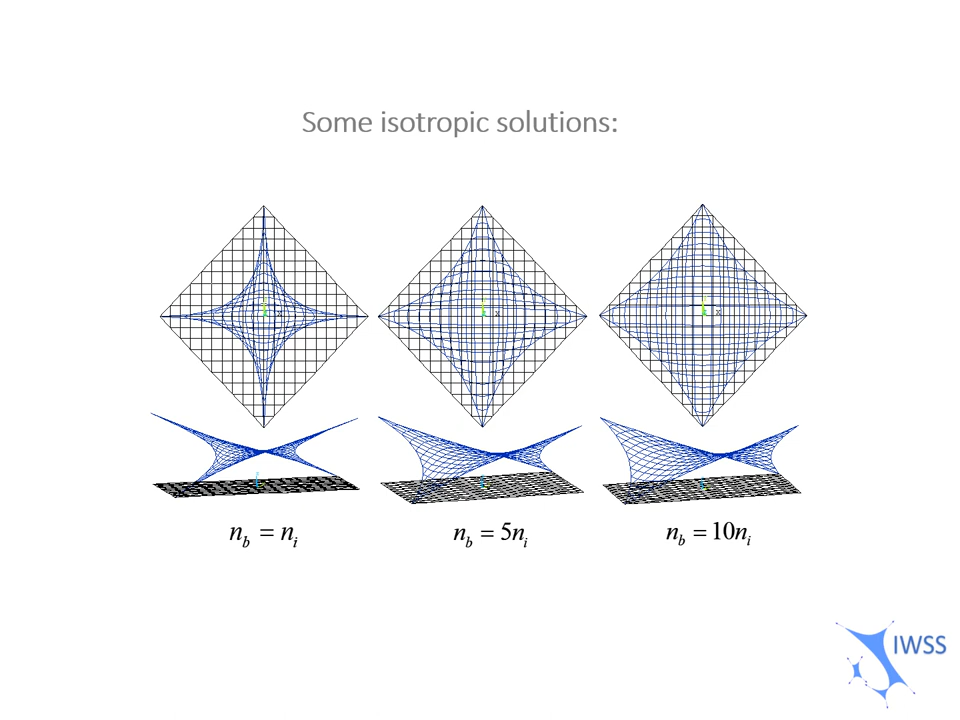 Some isotropic solutions:
x x x
n_b = n_i n_b = 5n_i n_b = 10n_i
IWSS